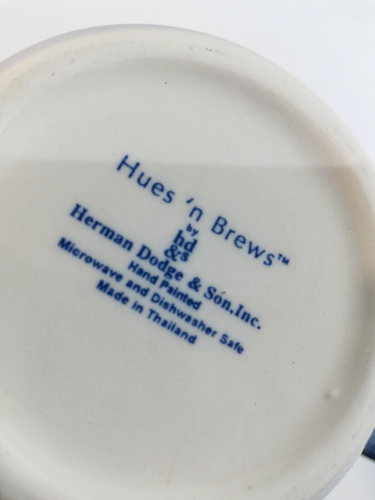 Hues 'n Brews™
by
hd
&s
Herman Dodge & Son,Inc.
Hand Painted
Microwave and Dishwasher Safe
Made in Thailand